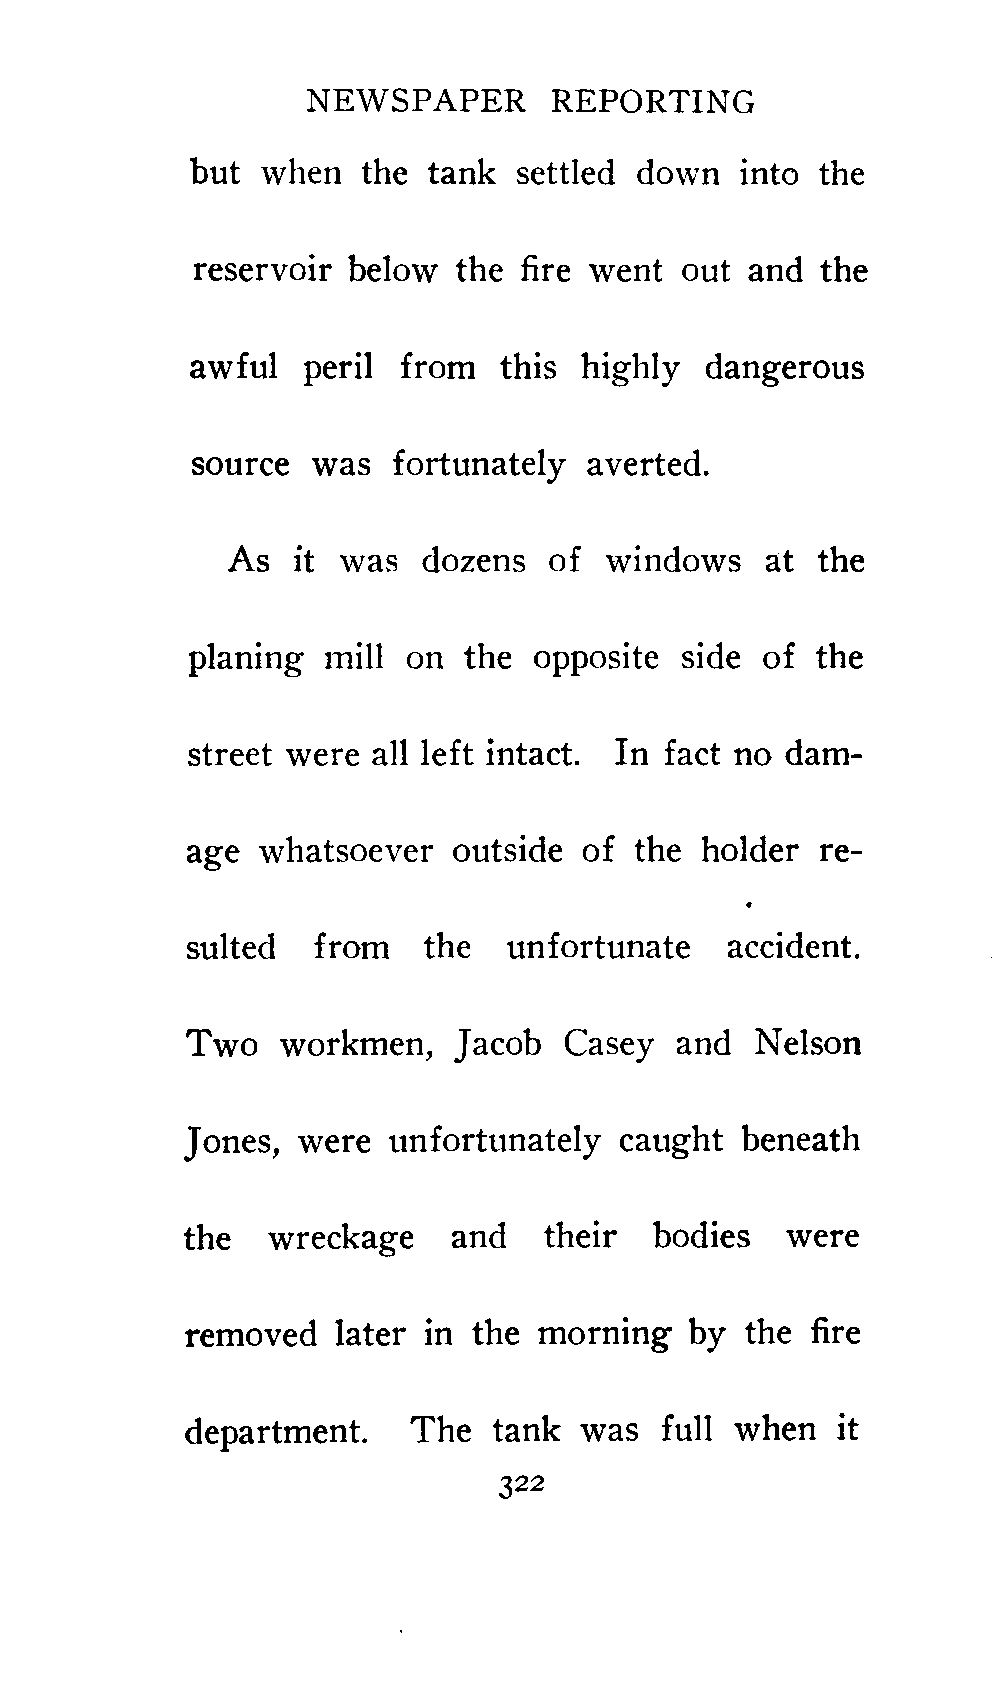 NEWSPAPER REPORTING
but when the tank settled down into the
reservoir below the fire went out and the
awful peril from this highly dangerous
source was fortunately averted.
As it was dozens of windows at the
planing mill on the opposite side of the
street were all left intact. In fact no dam-
age whatsoever outside of the holder re-
sulted from the unfortunate accident.
Two workmen, Jacob Casey and Nelson
Jones, were unfortunately caught beneath
the wreckage and their bodies were
removed later in the morning by the fire
department. The tank was full when it
322